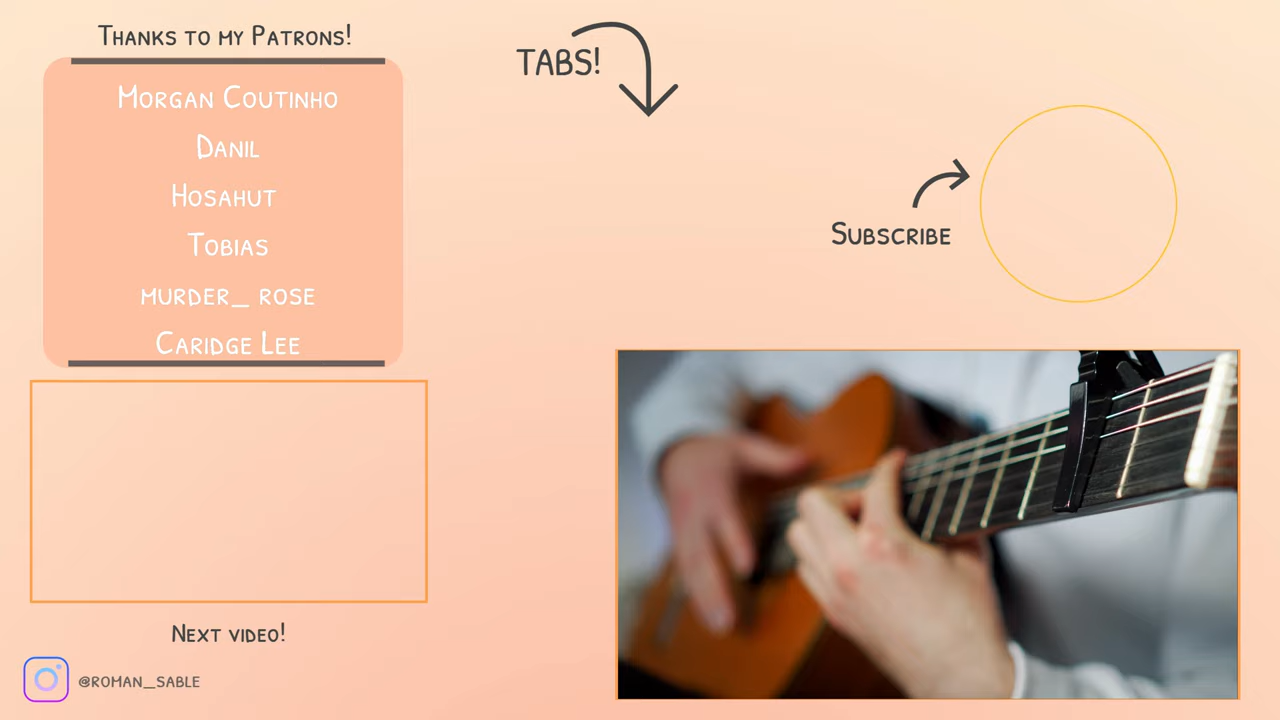 Thanks to my Patrons!
Morgan Coutinho
Danil
Hosahut
Tobias
murder_ rose
Caridge Lee
TABS!
Subscribe
Next video!
@roman_sable